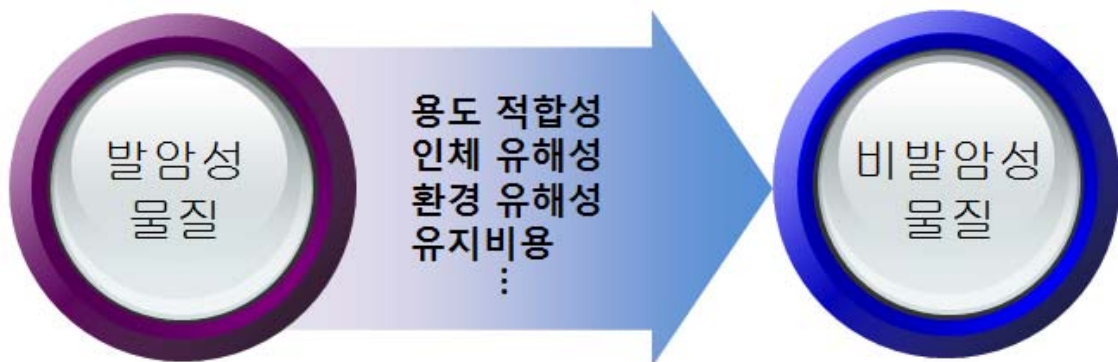 발암성
물질
용도 적합성
인체 유해성
환경 유해성
유지비용
⋮
비발암성
물질